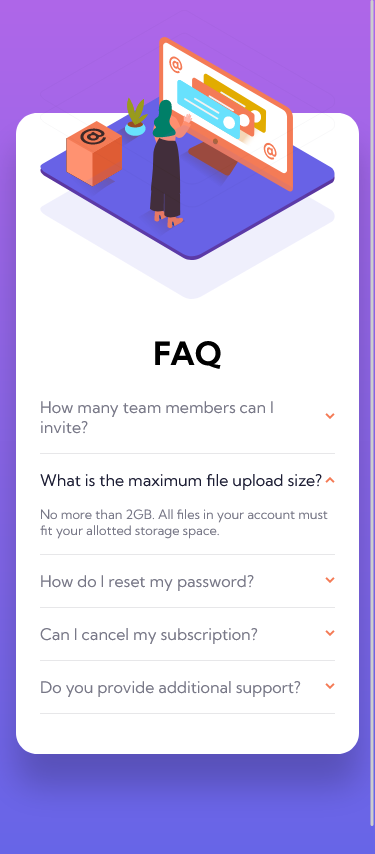 @
@
@
FAQ
How many team members can I
invite?
What is the maximum file upload size?
No more than 2GB. All files in your account must
fit your allotted storage space.
How do I reset my password?
Can I cancel my subscription?
Do you provide additional support?